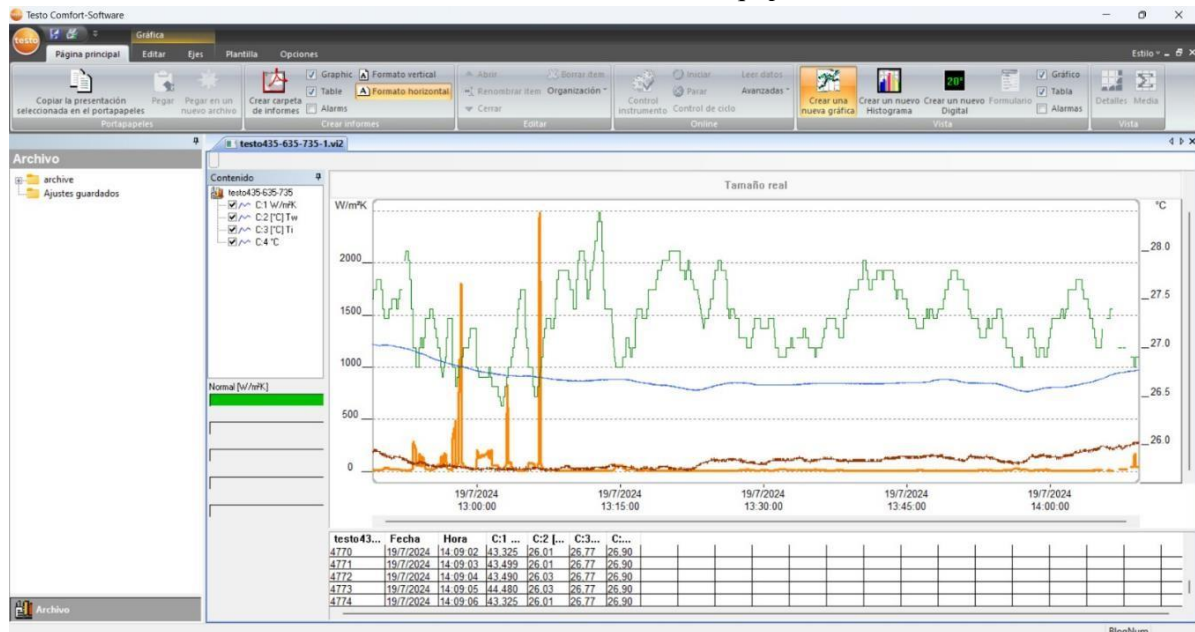 Testo Comfort-Software
testo
Gráfica
Página principal Editar Ejes Plantilla Opciones Estilo
Copiar la presentación
seleccionada en el portapapeles
Pegar
Pegar en un
nuevo archivo
Portapapeles
Crear carpeta
de informes
Graphic Formato vertical
Table Formato horizontal
Alarms
Crear informes
Abrir Borrar ítem
Renombrar ítem Organización
Cerrar
Editar
Control
instrumento
Iniciar Leer datos
Parar Avanzadas
Control de ciclo
Online
Crear una
nueva gráfica
Crear un nuevo
Histograma
Crear un nuevo
Digital
Formulario
Gráfico
Tabla
Alarmas
Vista
Detalles Media
Vista
Archivo
archive
Ajustes guardados
testo435-635-735-1.vi2
Contenido
testo435-635-735
C:1 W/m²K
C:2 [°C] Tw
C:3 [°C] Ti
C:4 °C
Normal [W/m²K]
Tamaño real
W/m²K
2000
1500
1000
500
0
°C
28.0
27.5
27.0
26.5
26.0
19/7/2024 19/7/2024 19/7/2024 19/7/2024 19/7/2024
13:00:00 13:15:00 13:30:00 13:45:00 14:00:00
testo43... Fecha Hora C:1 ... C:2 [... C:3... C:...
4770 19/7/2024 14:09:02 43,325 26.01 26.77 26.90
4771 19/7/2024 14:09:03 43,499 26.01 26.77 26.90
4772 19/7/2024 14:09:04 43,490 26.03 26.77 26.90
4773 19/7/2024 14:09:05 44,480 26.03 26.77 26.90
4774 19/7/2024 14:09:06 43,325 26.01 26.77 26.90
Archivo